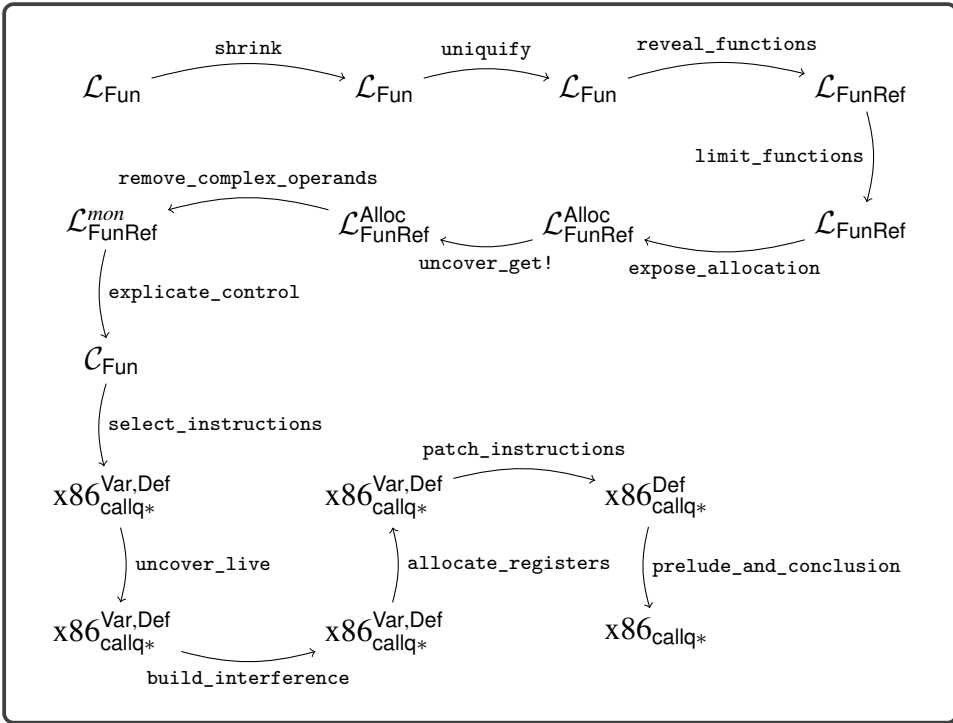 shrink
uniquify
reveal_functions
ℒ_Fun ℒ_Fun ℒ_Fun ℒ_FunRef
limit_functions
remove_complex_operands
ℒ^mon_FunRef ℒ^Alloc_FunRef ℒ^Alloc_FunRef ℒ_FunRef
uncover_get! expose_allocation
explicate_control
𝒞_Fun
select_instructions
patch_instructions
x86^Var,Def_callq* x86^Var,Def_callq* x86^Def_callq*
uncover_live allocate_registers prelude_and_conclusion
x86^Var,Def_callq* x86^Var,Def_callq* x86_callq*
build_interference